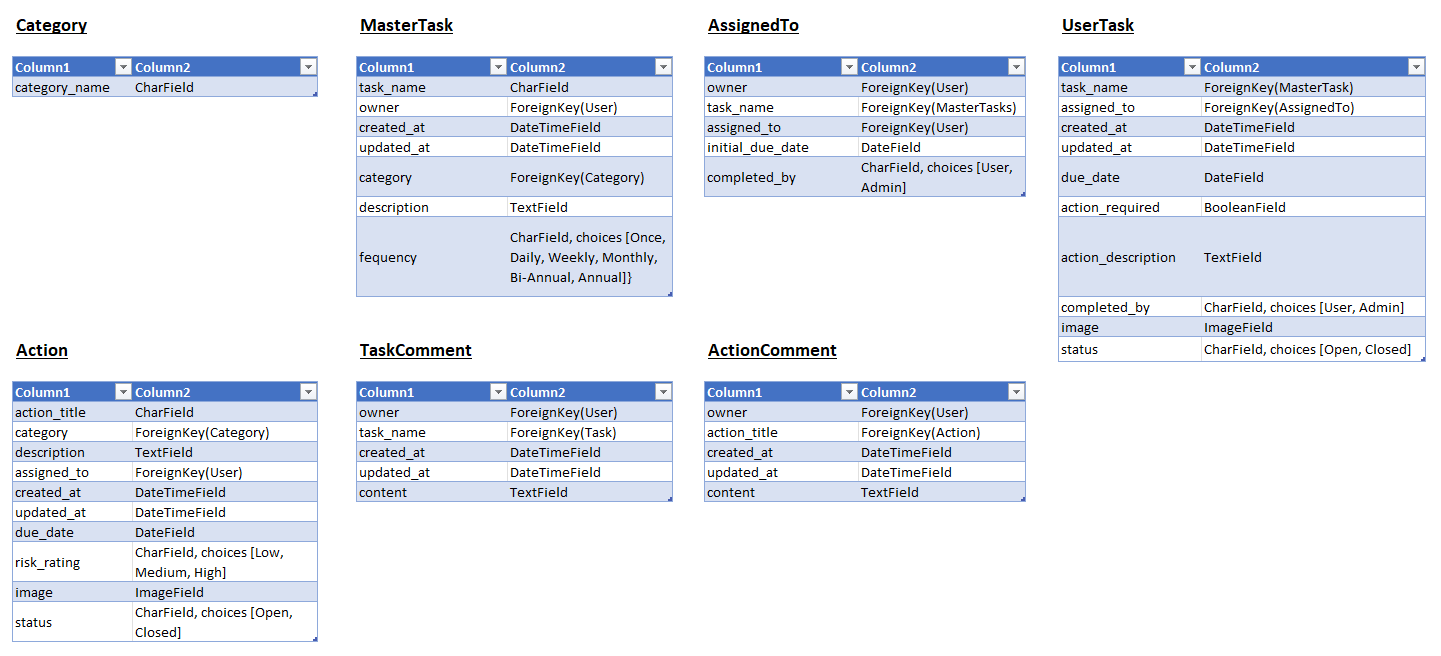 Category
Column1 Column2
category_name CharField
MasterTask
Column1 Column2
task_name CharField
owner ForeignKey(User)
created_at DateTimeField
updated_at DateTimeField
category ForeignKey(Category)
description TextField
fequency CharField, choices [Once,
Daily, Weekly, Monthly,
Bi-Annual, Annual]}
AssignedTo
Column1 Column2
owner ForeignKey(User)
task_name ForeignKey(MasterTasks)
assigned_to ForeignKey(User)
initial_due_date DateField
completed_by CharField, choices [User,
Admin]
UserTask
Column1 Column2
task_name ForeignKey(MasterTask)
assigned_to ForeignKey(AssignedTo)
created_at DateTimeField
updated_at DateTimeField
due_date DateField
action_required BooleanField
action_description TextField
completed_by CharField, choices [User, Admin]
image ImageField
status CharField, choices [Open, Closed]
Action
Column1 Column2
action_title CharField
category ForeignKey(Category)
description TextField
assigned_to ForeignKey(User)
created_at DateTimeField
updated_at DateTimeField
due_date DateField
risk_rating CharField, choices [Low,
Medium, High]
image ImageField
status CharField, choices [Open,
Closed]
TaskComment
Column1 Column2
owner ForeignKey(User)
task_name ForeignKey(Task)
created_at DateTimeField
updated_at DateTimeField
content TextField
ActionComment
Column1 Column2
owner ForeignKey(User)
action_title ForeignKey(Action)
created_at DateTimeField
updated_at DateTimeField
content TextField